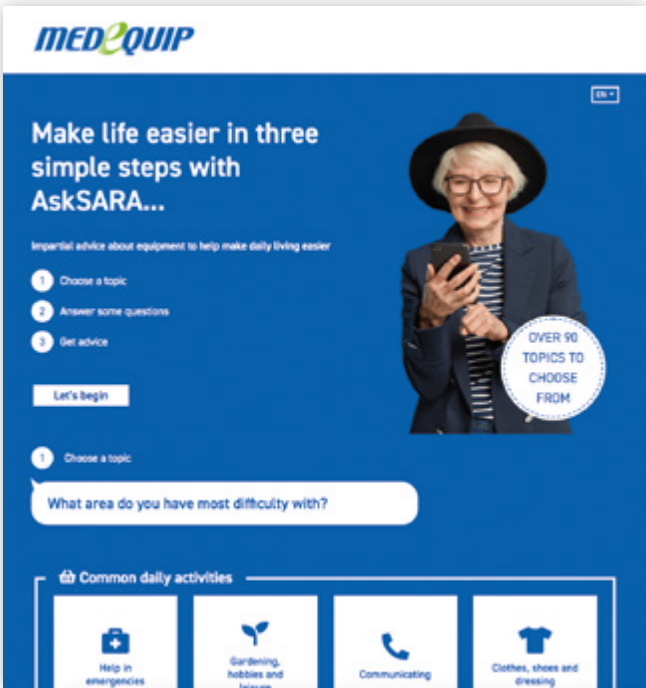 MEDEQUIP
EN
Make life easier in three
simple steps with
AskSARA...
Impartial advice about equipment to help make daily living easier
1 Choose a topic
2 Answer some questions
3 Get advice
Let's begin
OVER 90
TOPICS TO
CHOOSE
FROM
1 Choose a topic
What area do you have most difficulty with?
Common daily activities
Help in
emergencies
Gardening,
hobbies and
leisure
Communicating
Clothes, shoes and
dressing